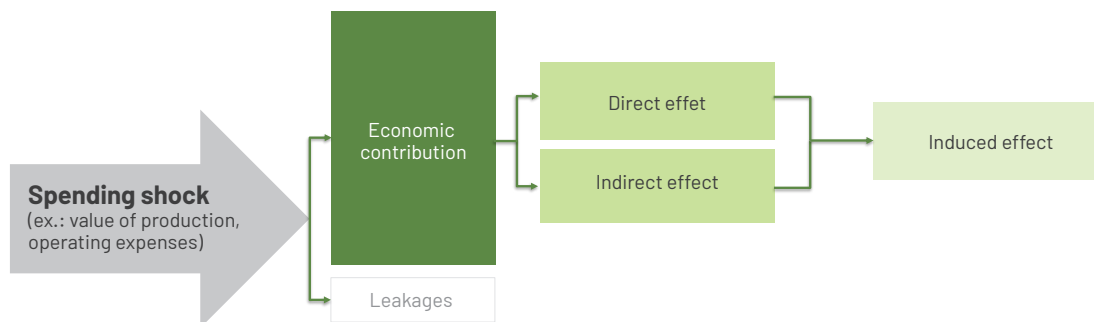 Spending shock
(ex.: value of production,
operating expenses)
Economic
contribution
Leakages
Direct effet
Indirect effect
Induced effect